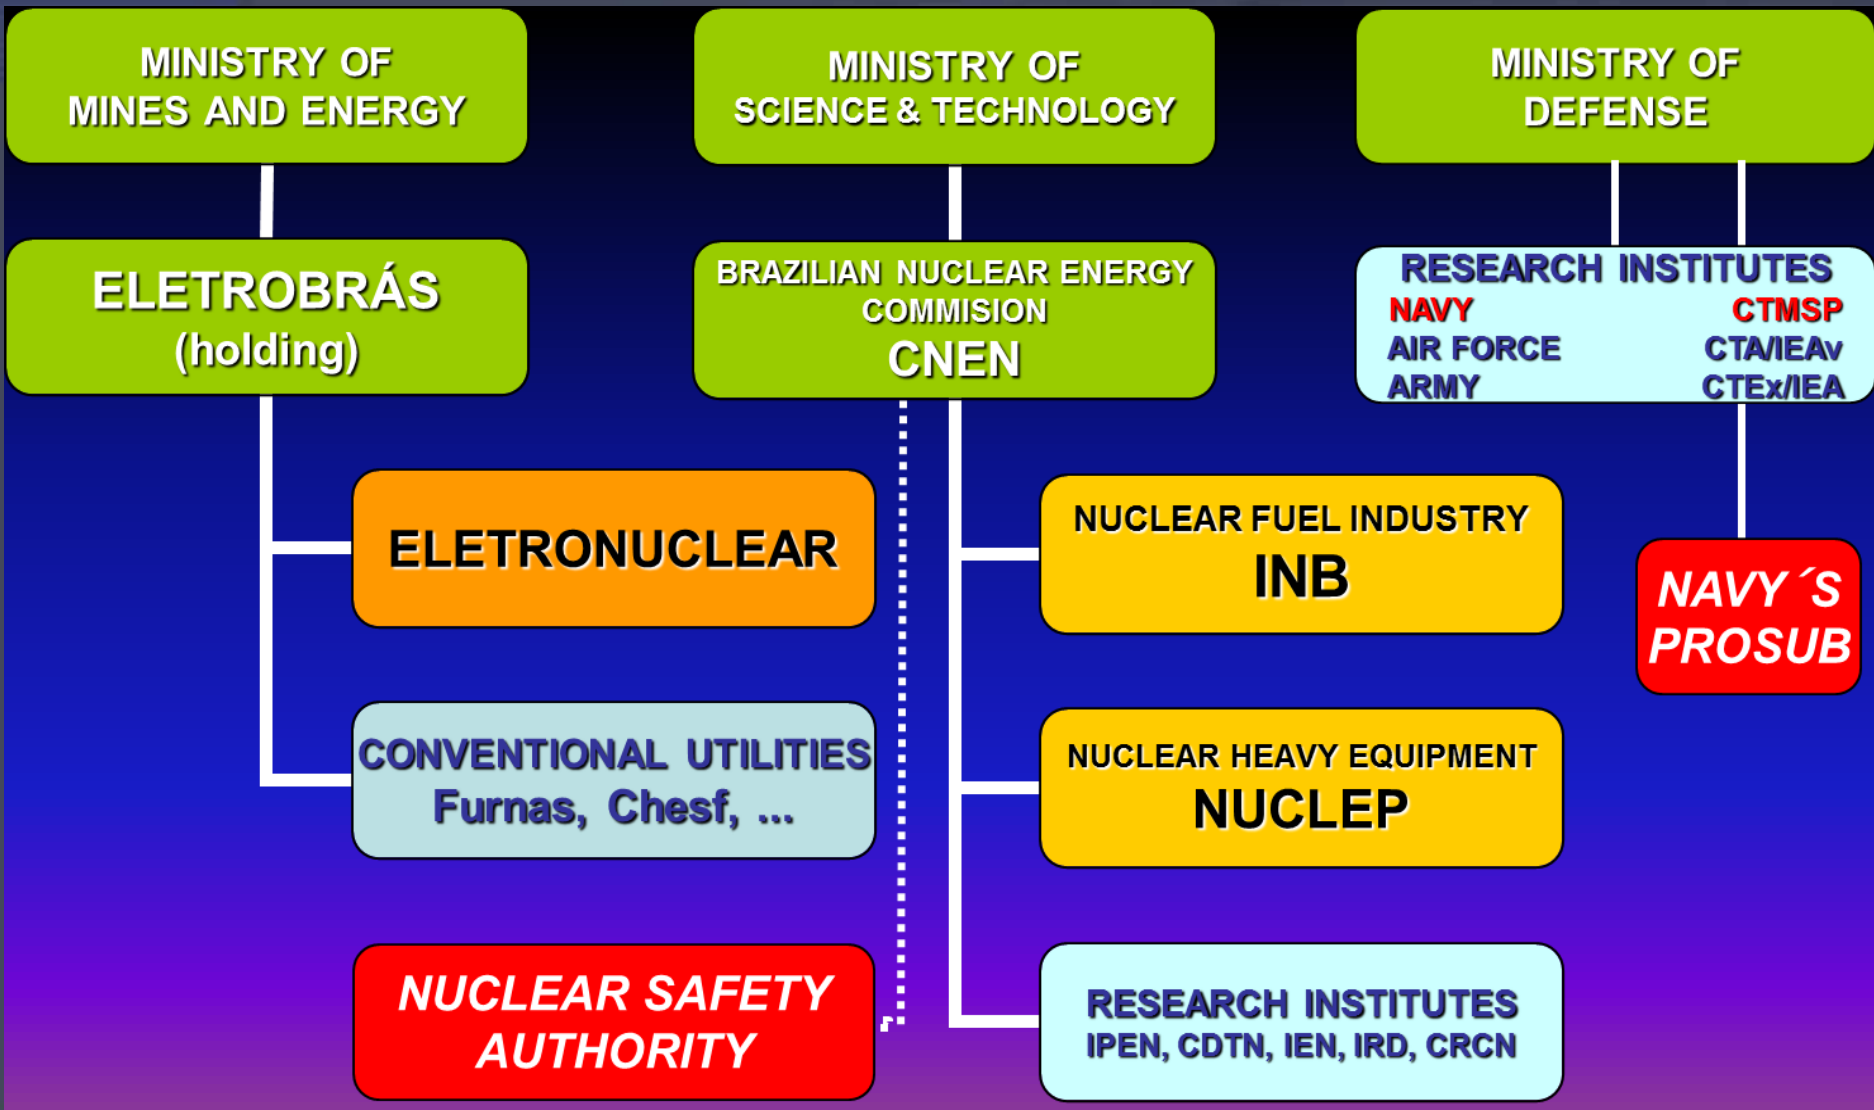 MINISTRY OF
MINES AND ENERGY
MINISTRY OF
SCIENCE & TECHNOLOGY
MINISTRY OF
DEFENSE
ELETROBRÁS
(holding)
BRAZILIAN NUCLEAR ENERGY
COMMISION
CNEN
RESEARCH INSTITUTES
NAVY CTMSP
AIR FORCE CTA/IEAv
ARMY CTEx/IEA
ELETRONUCLEAR
NUCLEAR FUEL INDUSTRY
INB
NAVY ´S
PROSUB
CONVENTIONAL UTILITIES
Furnas, Chesf, ...
NUCLEAR HEAVY EQUIPMENT
NUCLEP
NUCLEAR SAFETY
AUTHORITY
RESEARCH INSTITUTES
IPEN, CDTN, IEN, IRD, CRCN